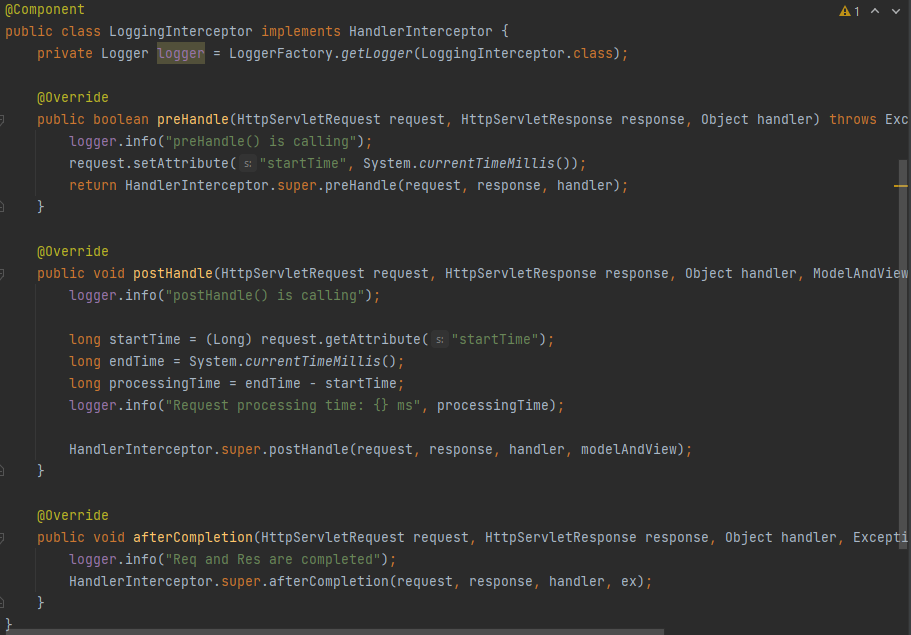 @Component
1
public class LoggingInterceptor implements HandlerInterceptor {
private Logger logger = LoggerFactory.getLogger(LoggingInterceptor.class);
@Override
public boolean preHandle(HttpServletRequest request, HttpServletResponse response, Object handler) throws Exc
logger.info("preHandle() is calling");
request.setAttribute( s: "startTime", System.currentTimeMillis());
return HandlerInterceptor.super.preHandle(request, response, handler);
}
@Override
public void postHandle(HttpServletRequest request, HttpServletResponse response, Object handler, ModelAndView
logger.info("postHandle() is calling");
long startTime = (Long) request.getAttribute( s: "startTime");
long endTime = System.currentTimeMillis();
long processingTime = endTime - startTime;
logger.info("Request processing time: {} ms", processingTime);
HandlerInterceptor.super.postHandle(request, response, handler, modelAndView);
}
@Override
public void afterCompletion(HttpServletRequest request, HttpServletResponse response, Object handler, Excepti
logger.info("Req and Res are completed");
HandlerInterceptor.super.afterCompletion(request, response, handler, ex);
}
}